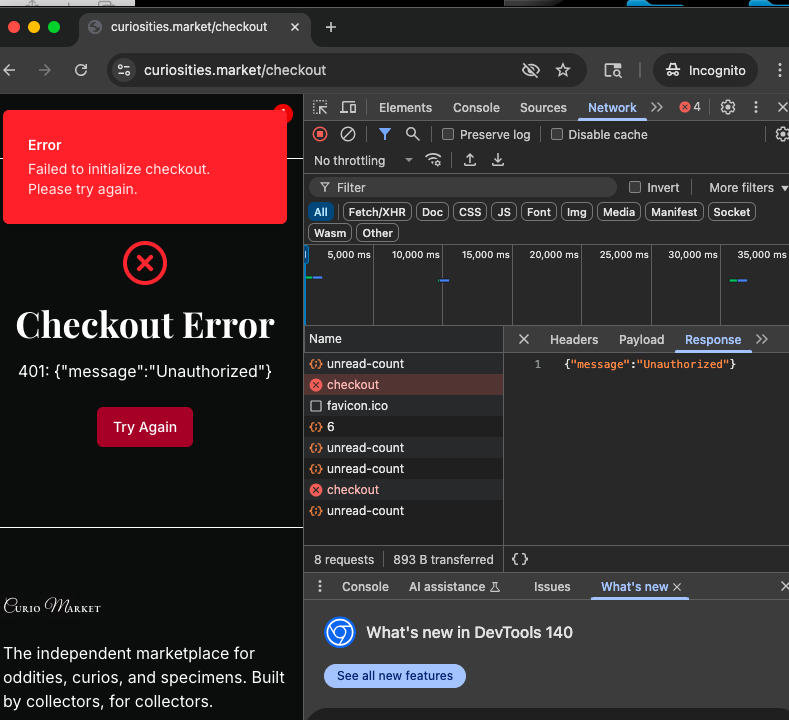 curiosities.market/checkout
curiosities.market/checkout
Incognito
Error
Failed to initialize checkout.
Please try again.
Checkout Error
401: {"message":"Unauthorized"}
Try Again
Curio Market
The independent marketplace for
oddities, curios, and specimens. Built
by collectors, for collectors.
Elements Console Sources Network 4
Preserve log Disable cache
No throttling
Filter Invert More filters
All Fetch/XHR Doc CSS JS Font Img Media Manifest Socket
Wasm Other
5,000 ms 10,000 ms 15,000 ms 20,000 ms 25,000 ms 30,000 ms 35,000 ms
Name
unread-count
checkout
favicon.ico
6
unread-count
unread-count
checkout
unread-count
Headers Payload Response
1 {"message":"Unauthorized"}
8 requests 893 B transferred { }
Console AI assistance Issues What's new
What's new in DevTools 140
See all new features